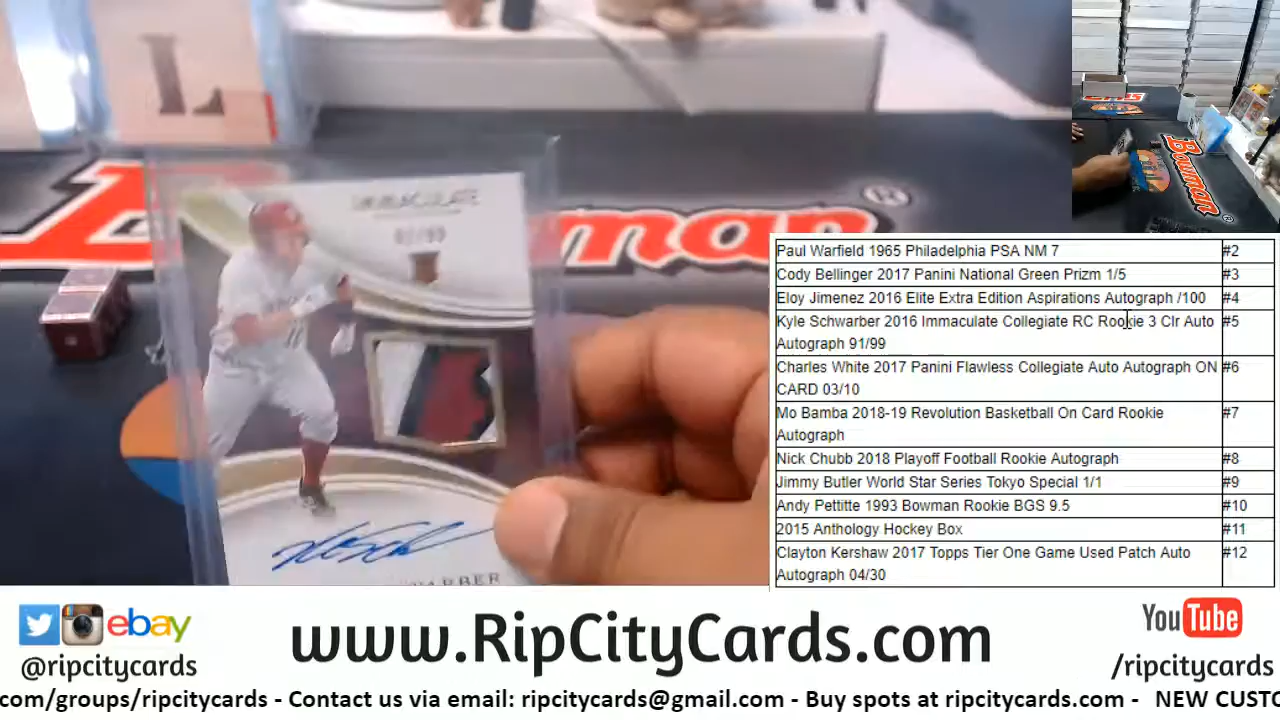 L
IMMACULATE
®
Bowman
Paul Warfield 1965 Philadelphia PSA NM 7 #2
Cody Bellinger 2017 Panini National Green Prizm 1/5 #3
Eloy Jimenez 2016 Elite Extra Edition Aspirations Autograph /100 #4
Kyle Schwarber 2016 Immaculate Collegiate RC Rookie 3 Clr Auto #5
Autograph 91/99
Charles White 2017 Panini Flawless Collegiate Auto Autograph ON #6
CARD 03/10
Mo Bamba 2018-19 Revolution Basketball On Card Rookie #7
Autograph
Nick Chubb 2018 Playoff Football Rookie Autograph #8
Jimmy Butler World Star Series Tokyo Special 1/1 #9
Andy Pettitte 1993 Bowman Rookie BGS 9.5 #10
2015 Anthology Hockey Box #11
Clayton Kershaw 2017 Topps Tier One Game Used Patch Auto #12
Autograph 04/30
ebay
@ripcitycards
www.RipCityCards.com
YouTube
/ripcitycards
com/groups/ripcitycards - Contact us via email: ripcitycards@gmail.com - Buy spots at ripcitycards.com - NEW CUSTO